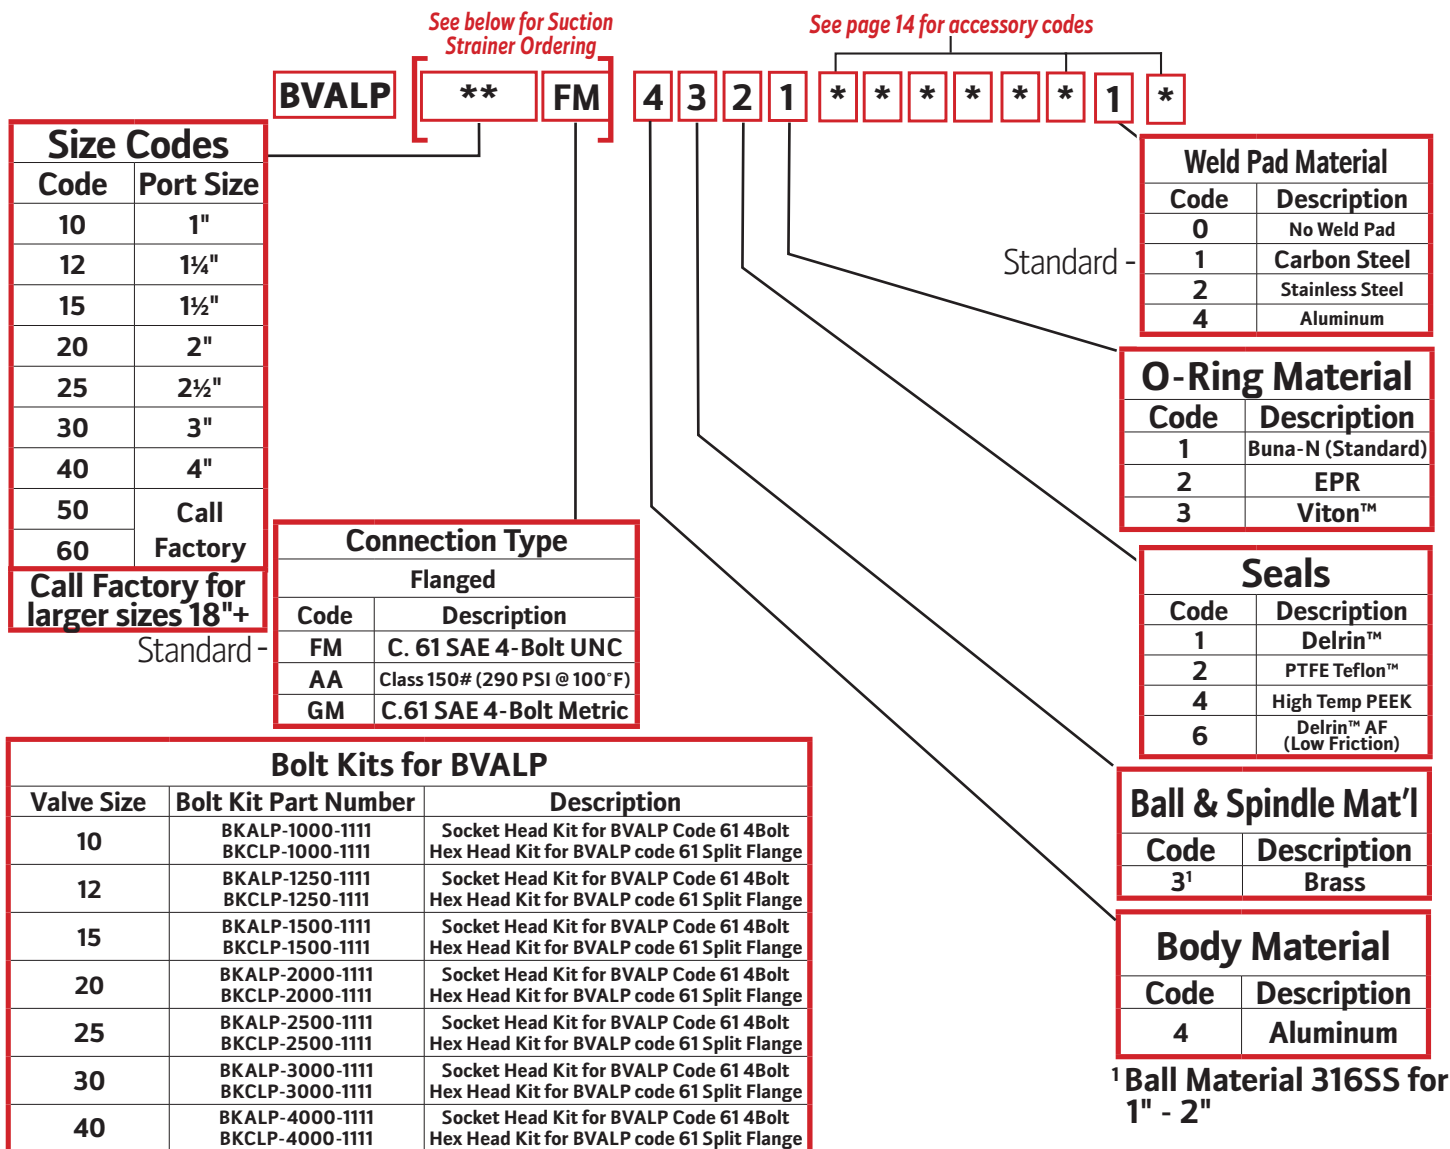 See below for Suction
Strainer Ordering
See page 14 for accessory codes
BVALP ** FM 4 3 2 1 * * * * * * 1 *
Size Codes
Code Port Size
10 1"
12 1¼"
15 1½"
20 2"
25 2½"
30 3"
40 4"
50 Call
60 Factory
Call Factory for
larger sizes 18"+
Weld Pad Material
Code Description
0 No Weld Pad
Standard - 1 Carbon Steel
2 Stainless Steel
4 Aluminum
O-Ring Material
Code Description
1 Buna-N (Standard)
2 EPR
3 Viton™
Connection Type
Flanged
Code Description
Standard - FM C. 61 SAE 4-Bolt UNC
AA Class 150# (290 PSI @ 100°F)
GM C.61 SAE 4-Bolt Metric
Seals
Code Description
1 Delrin™
2 PTFE Teflon™
4 High Temp PEEK
6 Delrin™ AF
(Low Friction)
Ball & Spindle Mat'l
Code Description
3¹ Brass
Body Material
Code Description
4 Aluminum
¹ Ball Material 316SS for
1" - 2"
Bolt Kits for BVALP
Valve Size Bolt Kit Part Number Description
10 BKALP-1000-1111 Socket Head Kit for BVALP Code 61 4Bolt
BKCLP-1000-1111 Hex Head Kit for BVALP code 61 Split Flange
12 BKALP-1250-1111 Socket Head Kit for BVALP Code 61 4Bolt
BKCLP-1250-1111 Hex Head Kit for BVALP code 61 Split Flange
15 BKALP-1500-1111 Socket Head Kit for BVALP Code 61 4Bolt
BKCLP-1500-1111 Hex Head Kit for BVALP code 61 Split Flange
20 BKALP-2000-1111 Socket Head Kit for BVALP Code 61 4Bolt
BKCLP-2000-1111 Hex Head Kit for BVALP code 61 Split Flange
25 BKALP-2500-1111 Socket Head Kit for BVALP Code 61 4Bolt
BKCLP-2500-1111 Hex Head Kit for BVALP code 61 Split Flange
30 BKALP-3000-1111 Socket Head Kit for BVALP Code 61 4Bolt
BKCLP-3000-1111 Hex Head Kit for BVALP code 61 Split Flange
40 BKALP-4000-1111 Socket Head Kit for BVALP Code 61 4Bolt
BKCLP-4000-1111 Hex Head Kit for BVALP code 61 Split Flange